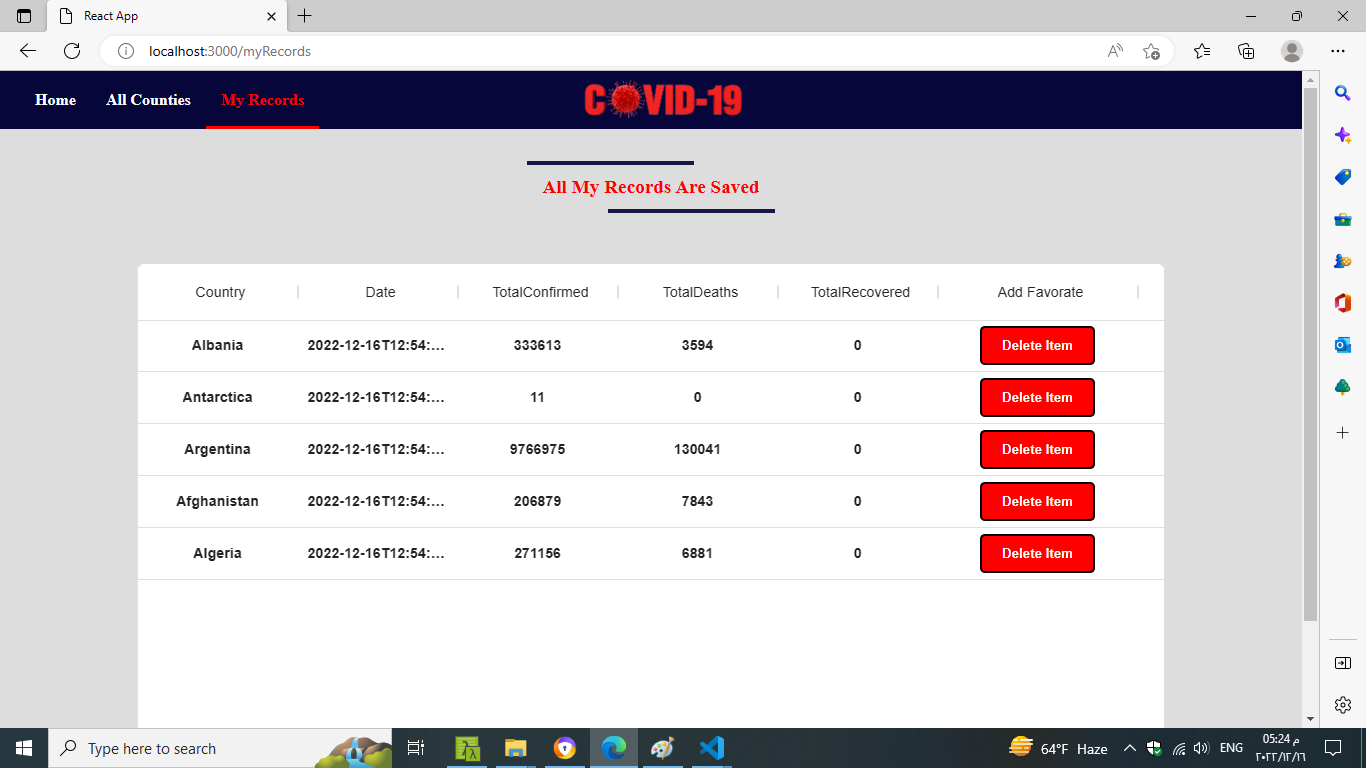 React App
localhost:3000/myRecords
Home All Counties My Records COVID-19
All My Records Are Saved
Country Date TotalConfirmed TotalDeaths TotalRecovered Add Favorate
Albania 2022-12-16T12:54:... 333613 3594 0 Delete Item
Antarctica 2022-12-16T12:54:... 11 0 0 Delete Item
Argentina 2022-12-16T12:54:... 9766975 130041 0 Delete Item
Afghanistan 2022-12-16T12:54:... 206879 7843 0 Delete Item
Algeria 2022-12-16T12:54:... 271156 6881 0 Delete Item
Type here to search 64°F Haze ENG
05:24 م
٢٠٢٢/١٢/١٦